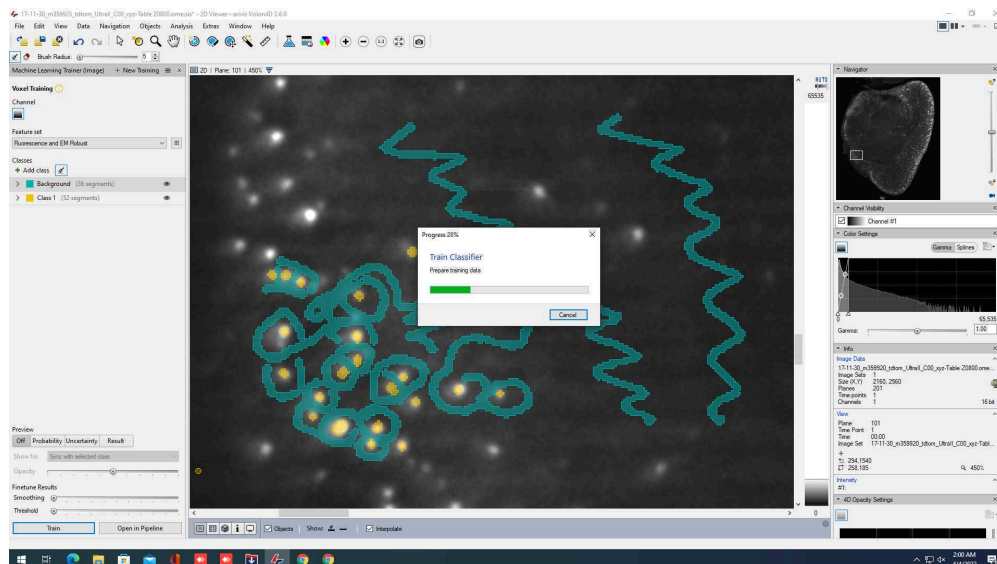 17-11-30_m359920_tdtom_UltraII_C00_xyz-Table Z0800.ome.sis* - 2D Viewer - arivis Vision4D 3.6.0
File Edit View Data Navigation Objects Analysis Extras Window Help
Brush Radius: 5
Machine Learning Trainer (Image) + New Training
2D | Plane: 101 | 450%
Voxel Training
Channel
Feature set
Fluorescence and EM Robust
Classes
+ Add class
Background (36 segments)
Class 1 (52 segments)
Progress 28%
Train Classifier
Prepare training data
Cancel
Preview
Off Probability Uncertainty Result
Show for Sync with selected class
Opacity
Finetune Results
Smoothing
Threshold
Train Open in Pipeline
Objects Show: Interpolate
AUTO
65535
0
Navigator
Channel Visibility
Channel #1
Color Settings
Gamma Splines
0 65,535
Gamma: 1.00
Info
Image Data
17-11-30_m359920_tdtom_UltraII_C00_xyz-Table Z0800.ome...
Image Sets 1
Size (X,Y) 2160, 2560
Planes 201
Time points 1
Channels 1 16 bit
View
Plane 101
Time Point 1
Time 00:00
Image Set 17-11-30_m359920_tdtom_UltraII_C00_xyz-Tabl...
294,1540
258,185 450%
Intensity
#1:
4D Opacity Settings
2:00 AM
4/4/2022